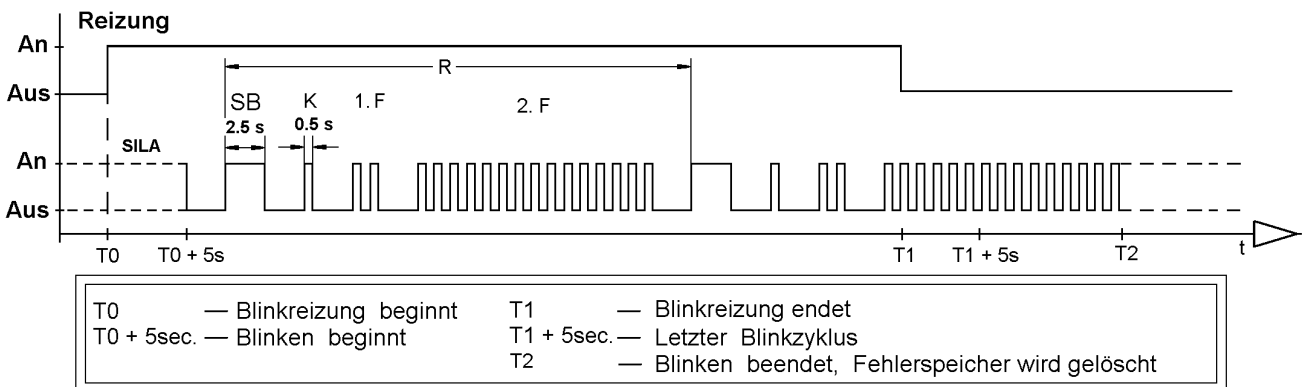 Reizung
An
R
Aus
SB K 1. F 2. F
2.5 s 0.5 s
SILA
An
Aus
T0 T0 + 5s T1 T1 + 5s T2 t
T0 — Blinkreizung beginnt
T0 + 5sec. — Blinken beginnt
T1 — Blinkreizung endet
T1 + 5sec. — Letzter Blinkzyklus
T2 — Blinken beendet, Fehlerspeicher wird gelöscht